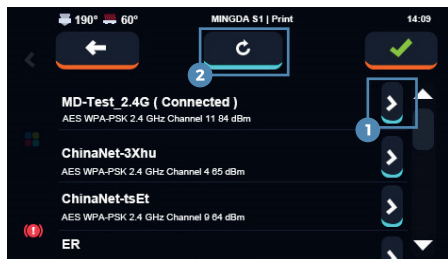 190° 60° MINGDA S1 | Print 14:09
2
MD-Test_2.4G ( Connected )
AES WPA-PSK 2.4 GHz Channel 11 84 dBm
1
ChinaNet-3Xhu
AES WPA-PSK 2.4 GHz Channel 4 65 dBm
ChinaNet-tsEt
AES WPA-PSK 2.4 GHz Channel 9 64 dBm
ER